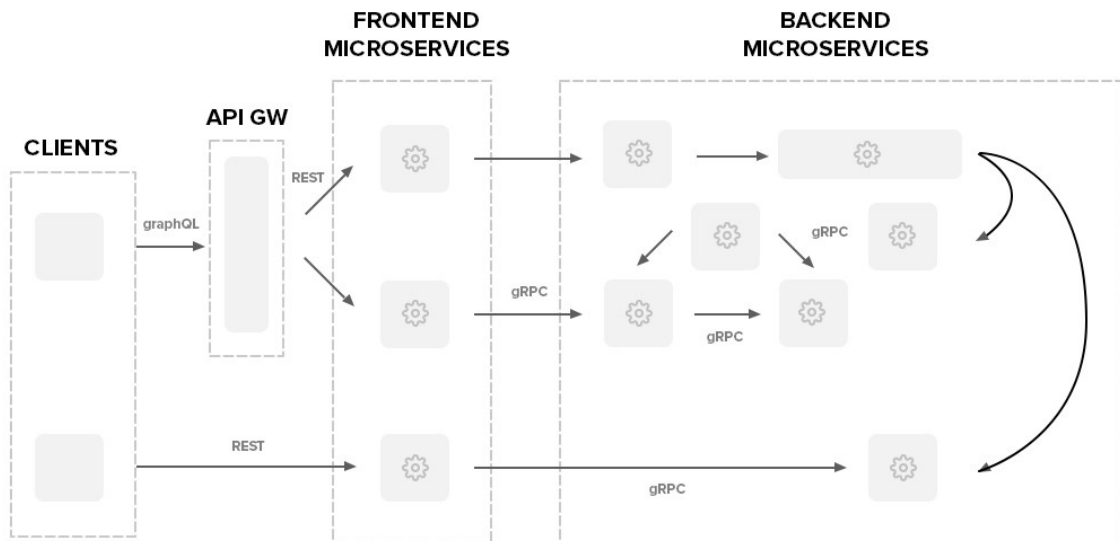 FRONTEND
MICROSERVICES
BACKEND
MICROSERVICES
API GW
CLIENTS
REST
graphQL
gRPC
gRPC
gRPC
REST
gRPC